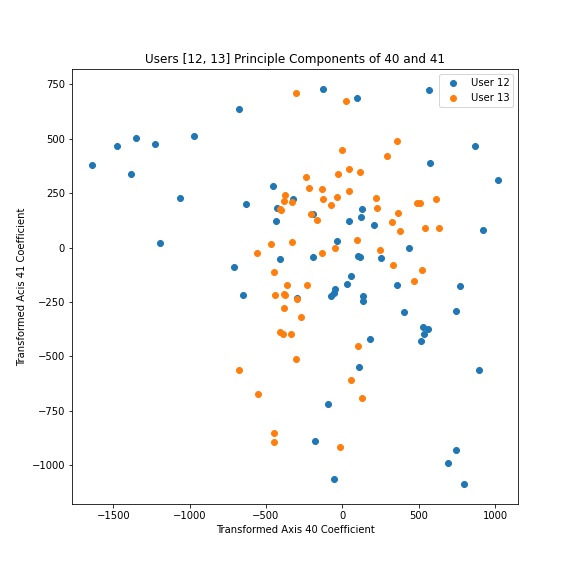 Users [12, 13] Principle Components of 40 and 41
User 12
User 13
Transformed Acis 41 Coefficient
750
500
250
0
−250
−500
−750
−1000
−1500
−1000
−500
0
500
1000
Transformed Axis 40 Coefficient